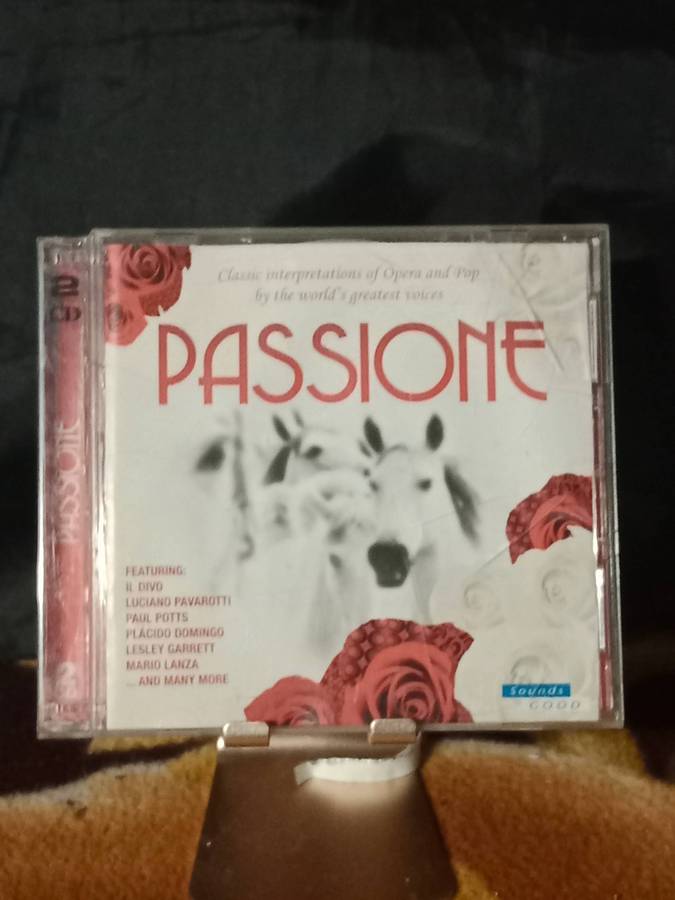 Classic interpretations of Opera and Pop
by the world's greatest voices
PASSIONE
FEATURING:
IL DIVO
LUCIANO PAVAROTTI
PAUL POTTS
PLÁCIDO DOMINGO
LESLEY GARRETT
MARIO LANZA
... AND MANY MORE
Sounds
GOOD
2
CD
PASSIONE